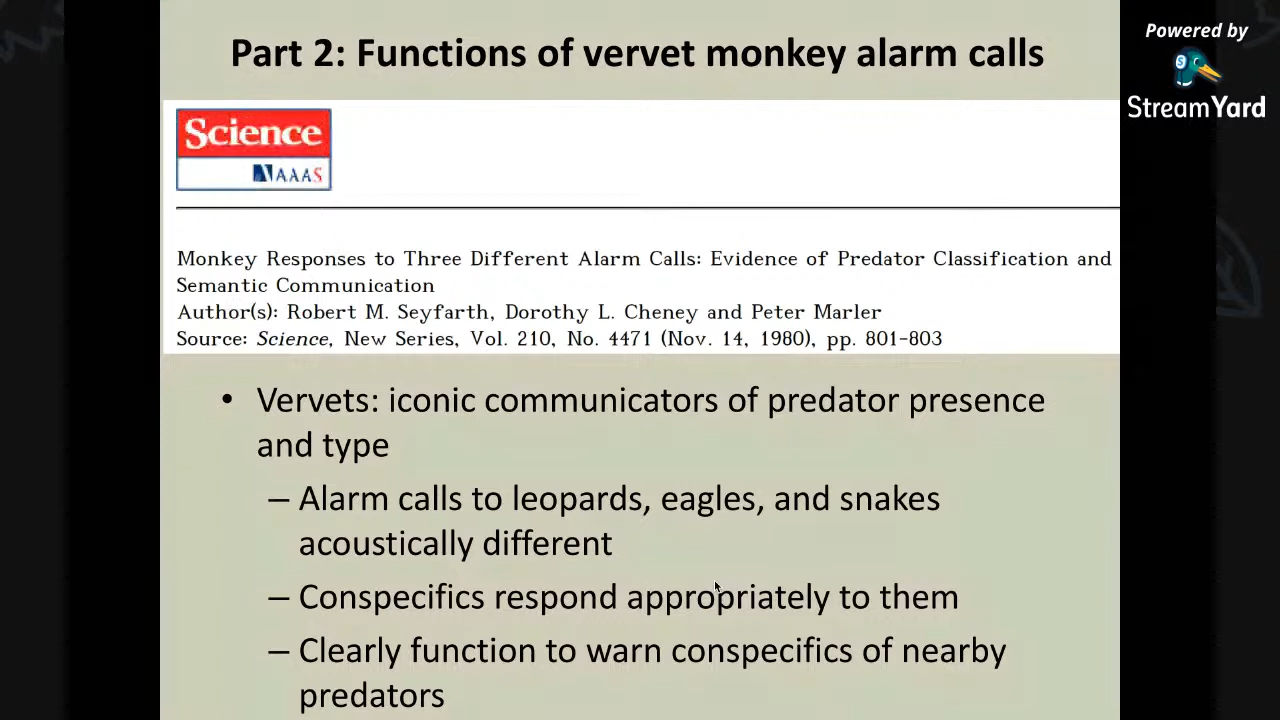 Part 2: Functions of vervet monkey alarm calls
Powered by
StreamYard
Science
AAAS
Monkey Responses to Three Different Alarm Calls: Evidence of Predator Classification and
Semantic Communication
Author(s): Robert M. Seyfarth, Dorothy L. Cheney and Peter Marler
Source: Science, New Series, Vol. 210, No. 4471 (Nov. 14, 1980), pp. 801-803
• Vervets: iconic communicators of predator presence
and type
– Alarm calls to leopards, eagles, and snakes
acoustically different
– Conspecifics respond appropriately to them
– Clearly function to warn conspecifics of nearby
predators